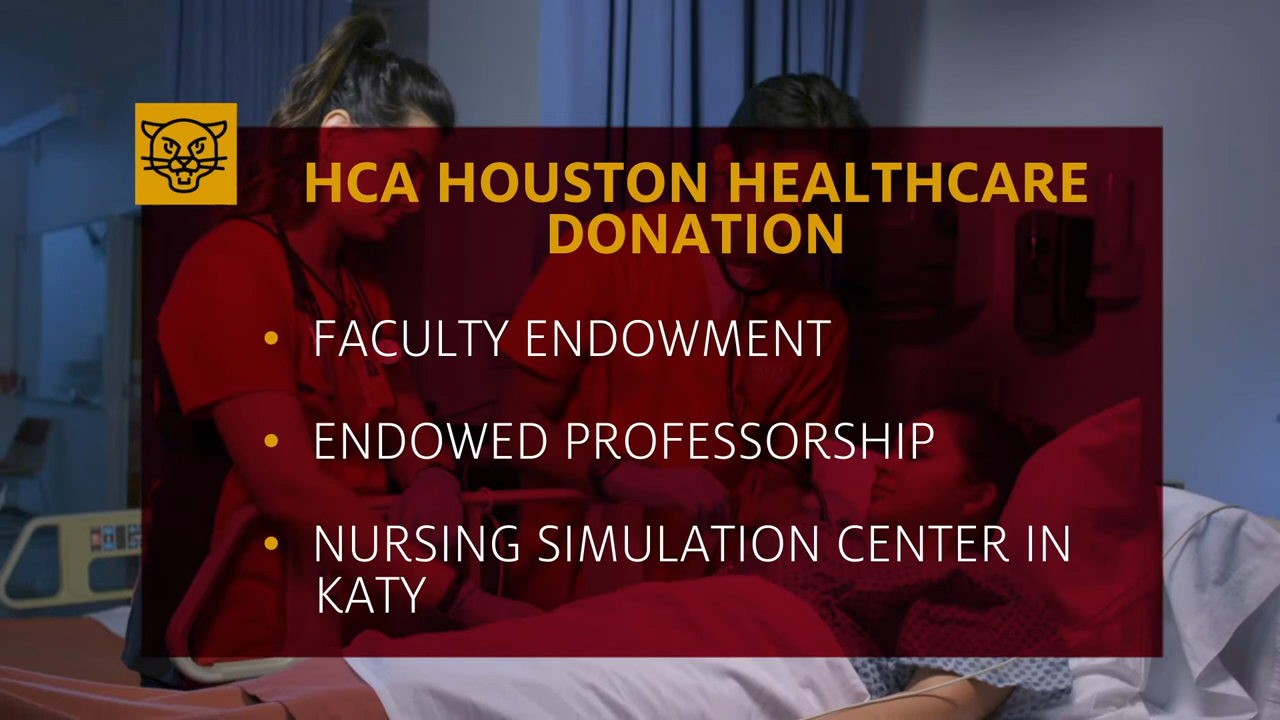 HCA HOUSTON HEALTHCARE
DONATION
• FACULTY ENDOWMENT
• ENDOWED PROFESSORSHIP
• NURSING SIMULATION CENTER IN
KATY